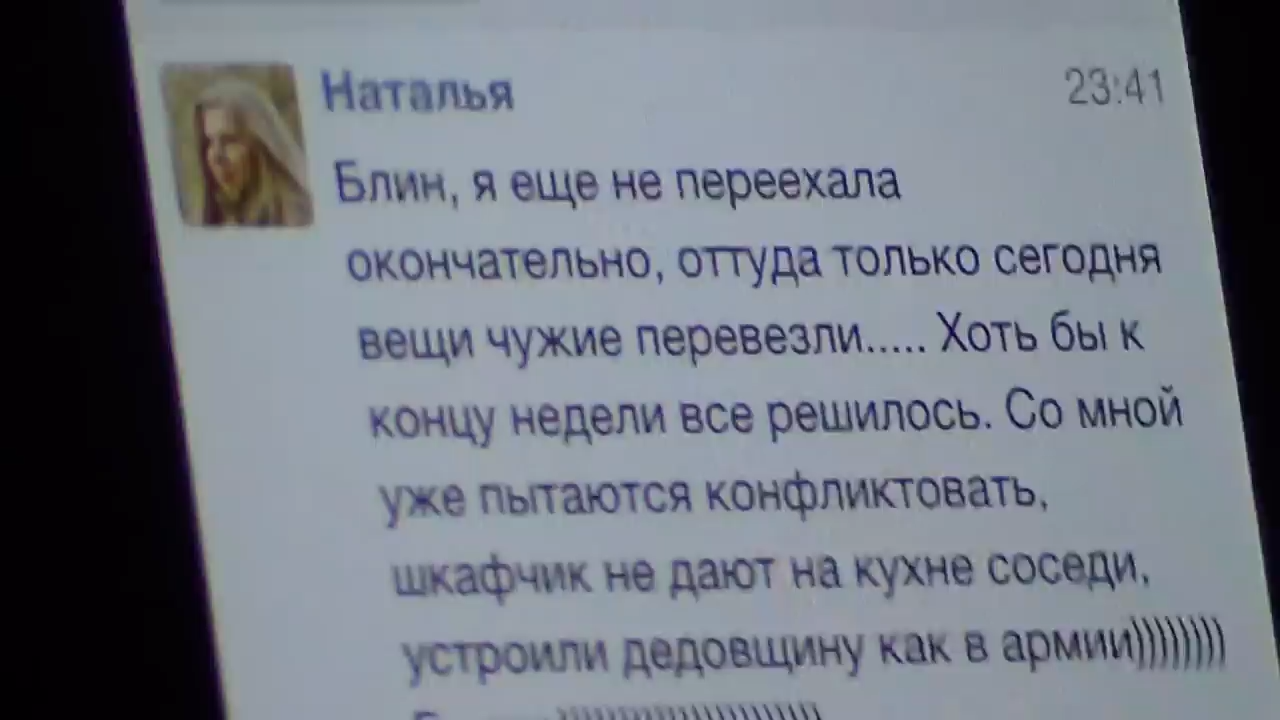 Наталья
23:41
Блин, я еще не переехала
окончательно, оттуда только сегодня
вещи чужие перевезли..... Хоть бы к
концу недели все решилось. Со мной
уже пытаются конфликтовать,
шкафчик не дают на кухне соседи,
устроили дедовщину как в армии))))))))